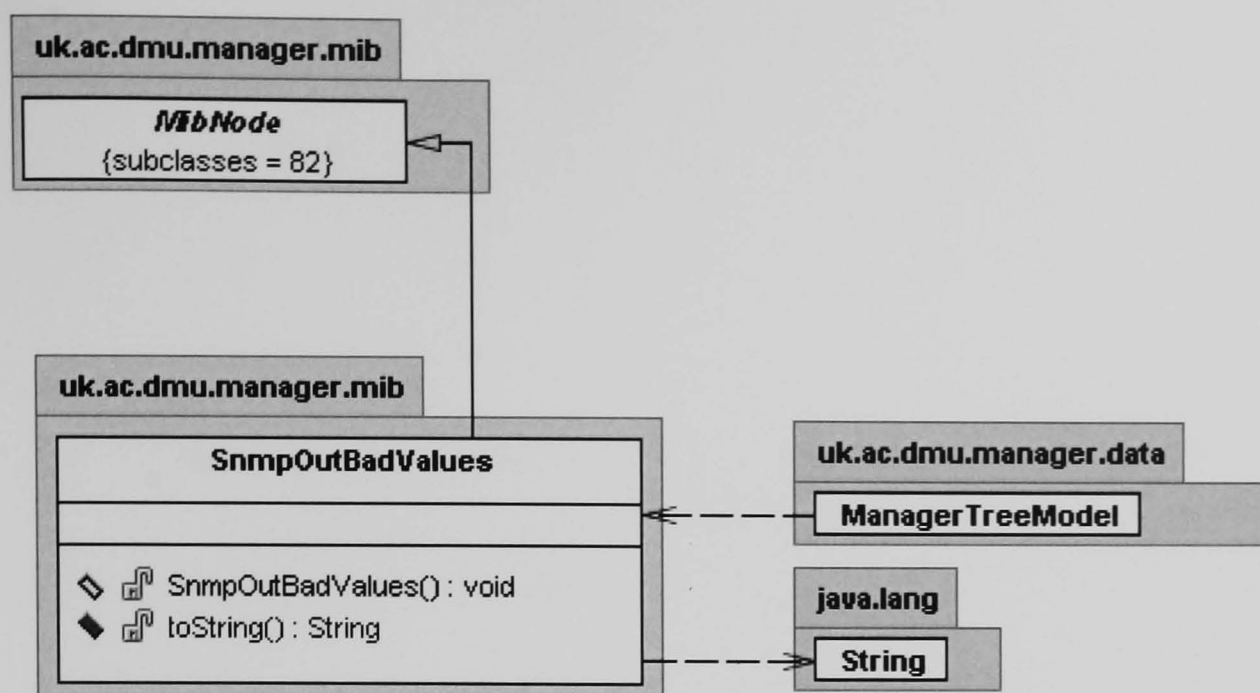 uk.ac.dmu.manager.mib
MibNode
{subclasses = 82}
uk.ac.dmu.manager.mib
SnmpOutBadValues
SnmpOutBadValues() : void
toString() : String
uk.ac.dmu.manager.data
ManagerTreeModel
java.lang
String